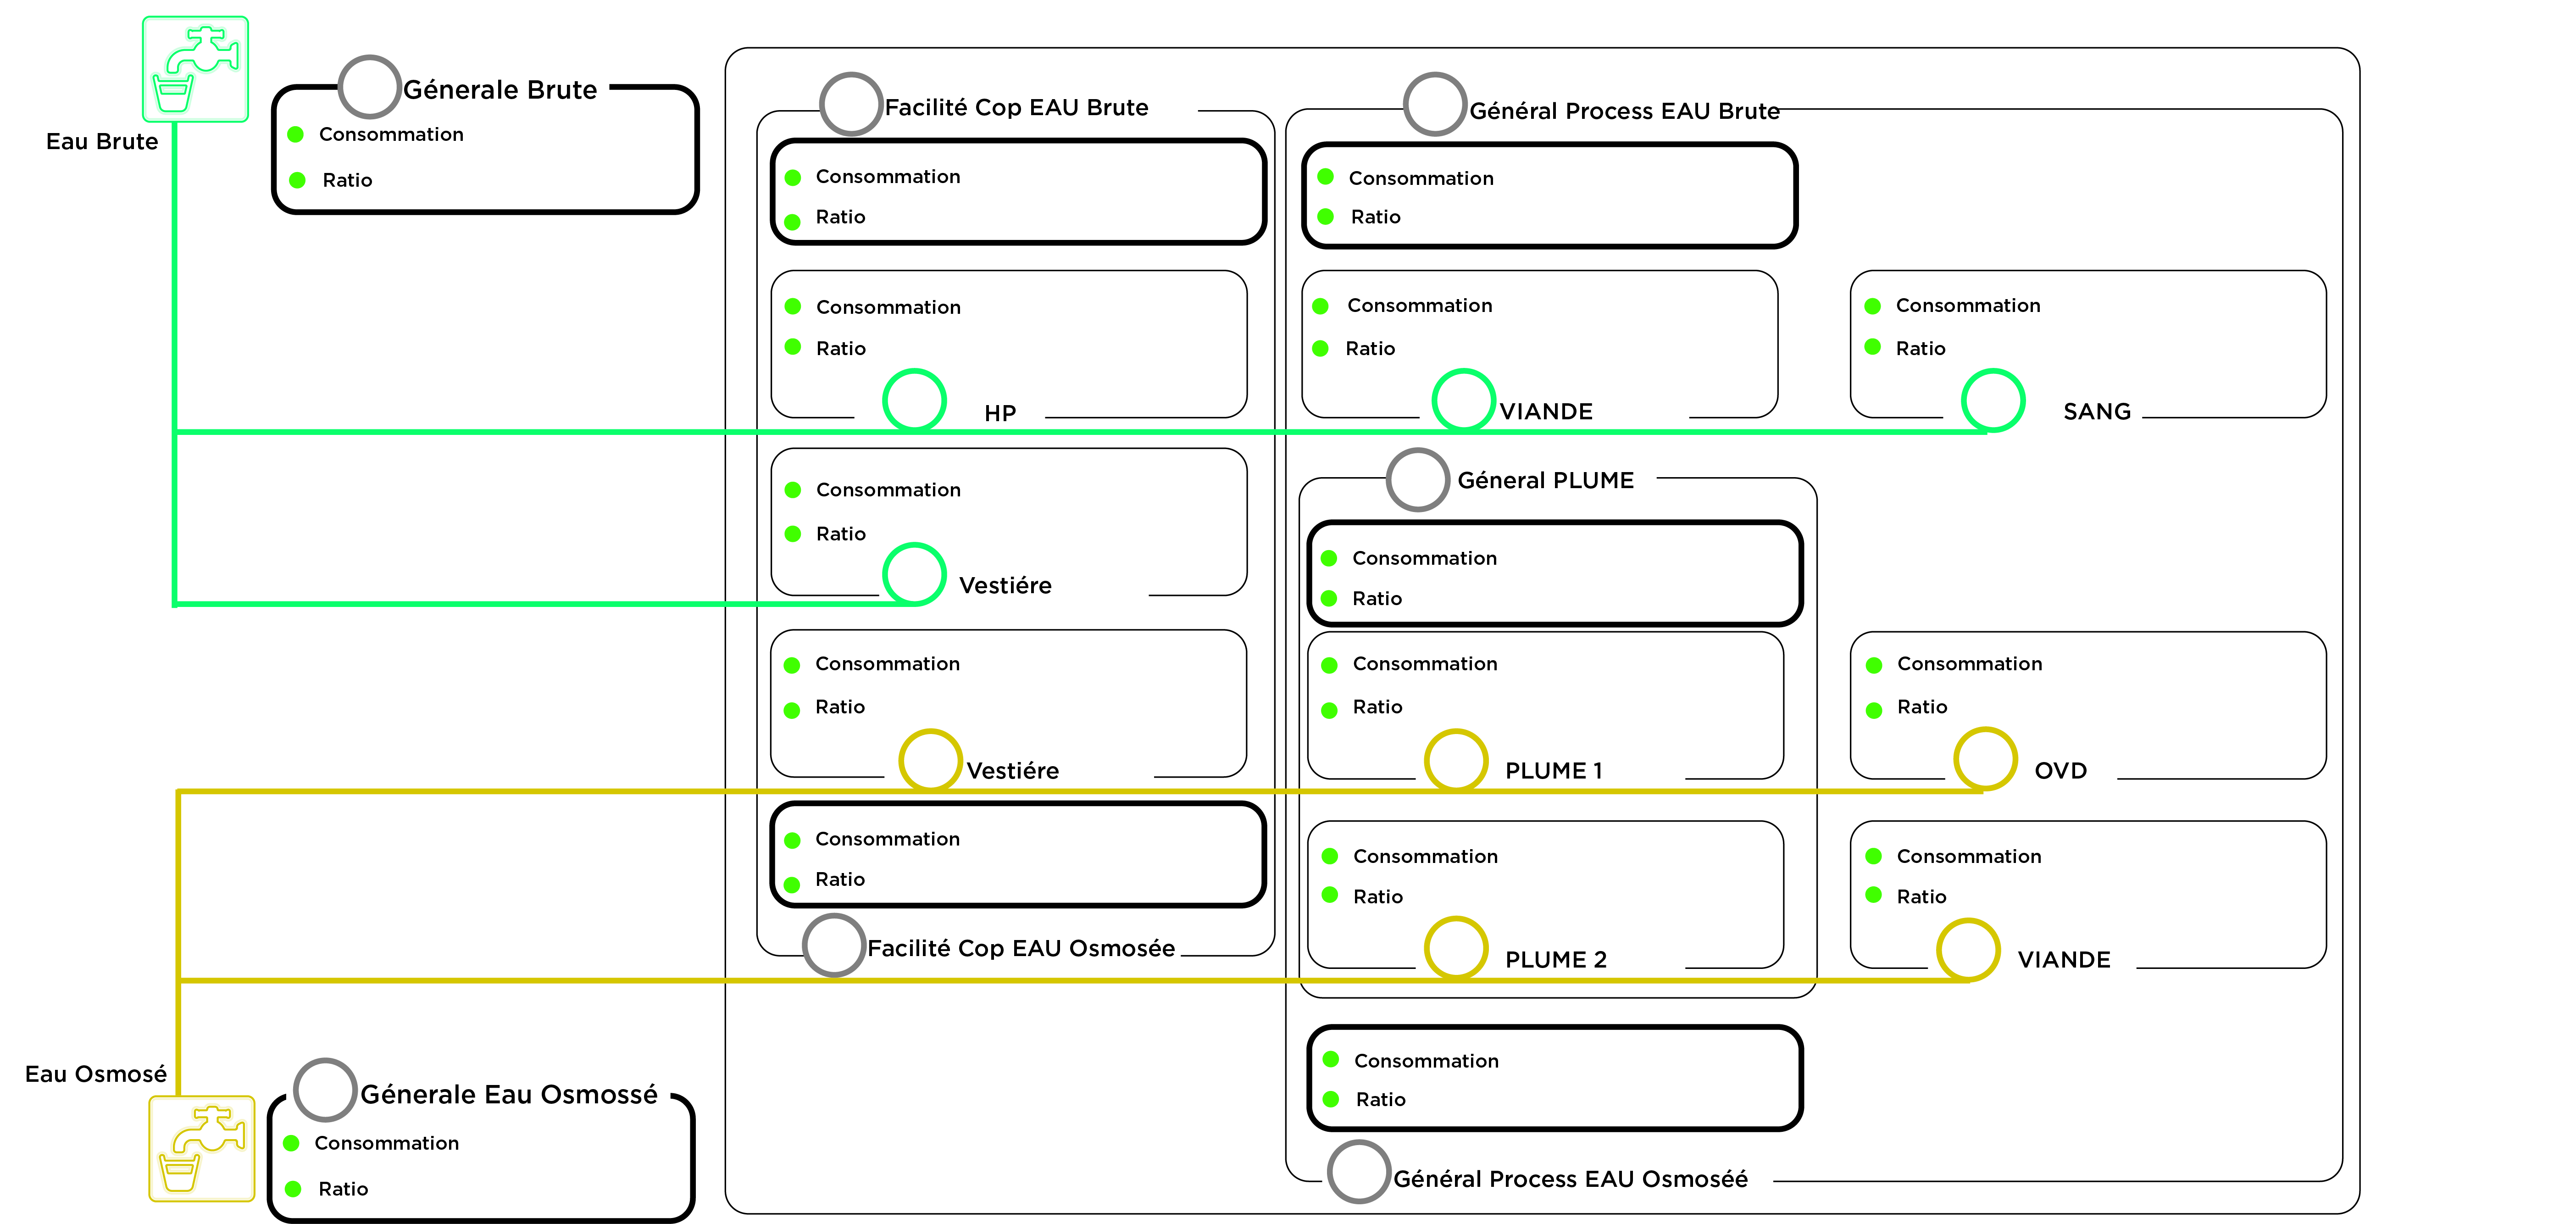 Eau Brute
Génerale Brute
Consommation
Ratio
Facilité Cop EAU Brute
Consommation
Ratio
Consommation
Ratio
HP
Consommation
Ratio
Vestiére
Consommation
Ratio
Vestiére
Consommation
Ratio
Facilité Cop EAU Osmosée
Général Process EAU Brute
Consommation
Ratio
Consommation
Ratio
VIANDE
Consommation
Ratio
SANG
Géneral PLUME
Consommation
Ratio
Consommation
Ratio
PLUME 1
Consommation
Ratio
OVD
Consommation
Ratio
PLUME 2
Consommation
Ratio
VIANDE
Consommation
Ratio
Général Process EAU Osmoséé
Eau Osmosé
Génerale Eau Osmossé
Consommation
Ratio